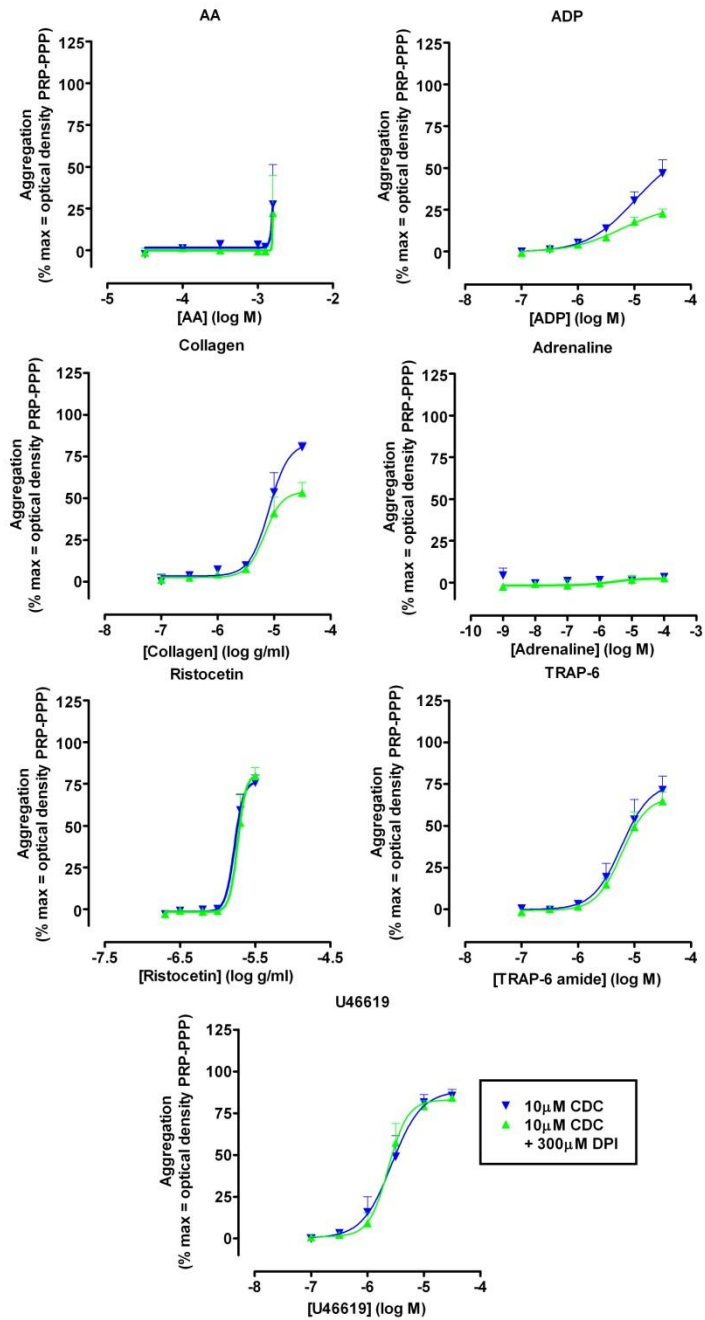 AA
Aggregation
(% max = optical density PRP-PPP)
125
100
75
50
25
0
-5
-4
-3
-2
[AA] (log M)
ADP
Aggregation
(% max = optical density PRP-PPP)
125
100
75
50
25
0
-8
-7
-6
-5
-4
[ADP] (log M)
Collagen
Aggregation
(% max = optical density PRP-PPP)
125
100
75
50
25
0
-8
-7
-6
-5
-4
[Collagen] (log g/ml)
Adrenaline
Aggregation
(% max = optical density PRP-PPP)
125
100
75
50
25
0
-10
-9
-8
-7
-6
-5
-4
-3
[Adrenaline] (log M)
Ristocetin
Aggregation
(% max = optical density PRP-PPP)
125
100
75
50
25
0
-7.5
-6.5
-5.5
-4.5
[Ristocetin] (log g/ml)
TRAP-6
Aggregation
(% max = optical density PRP-PPP)
125
100
75
50
25
0
-8
-7
-6
-5
-4
[TRAP-6 amide] (log M)
U46619
Aggregation
(% max = optical density PRP-PPP)
125
100
75
50
25
0
-8
-7
-6
-5
-4
[U46619] (log M)
10µM CDC
10µM CDC
+ 300µM DPI